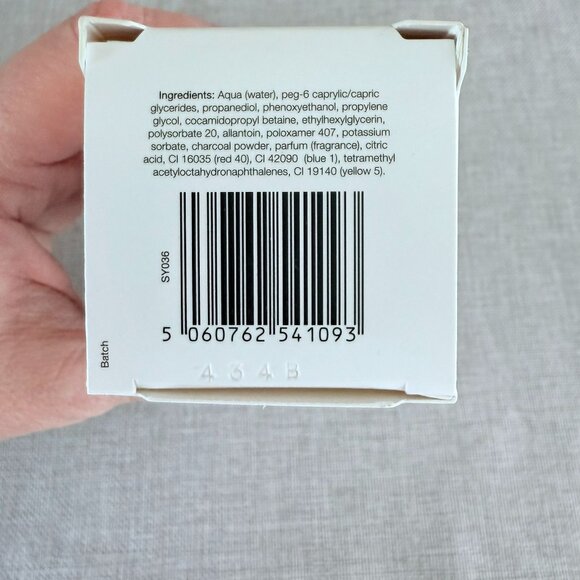 Ingredients: Aqua (water), peg-6 caprylic/capric
glycerides, propanediol, phenoxyethanol, propylene
glycol, cocamidopropyl betaine, ethylhexylglycerin,
polysorbate 20, allantoin, poloxamer 407, potassium
sorbate, charcoal powder, parfum (fragrance), citric
acid, CI 16035 (red 40), CI 42090 (blue 1), tetramethyl
acetyloctahydronaphthalenes, CI 19140 (yellow 5).
SY036
5 060762 541093
Batch
434B